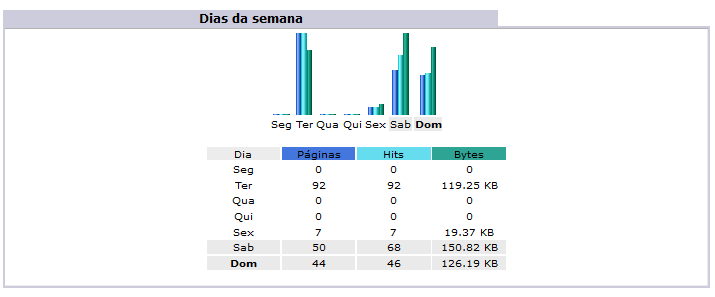 Dias da semana
Seg Ter Qua Qui Sex Sab Dom
Dia Páginas Hits Bytes
Seg 0 0 0
Ter 92 92 119.25 KB
Qua 0 0 0
Qui 0 0 0
Sex 7 7 19.37 KB
Sab 50 68 150.82 KB
Dom 44 46 126.19 KB